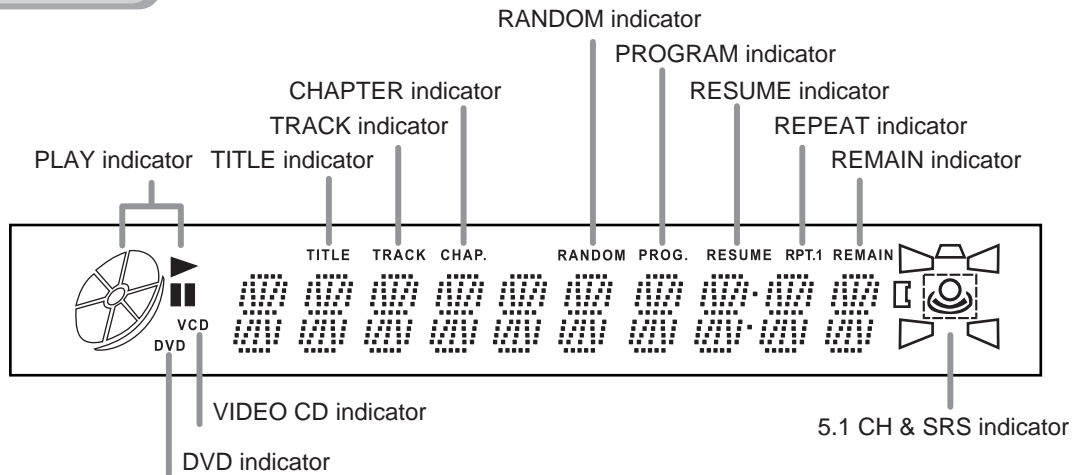 RANDOM indicator
PROGRAM indicator
CHAPTER indicator
RESUME indicator
TRACK indicator
REPEAT indicator
PLAY indicator
TITLE indicator
REMAIN indicator
TITLE TRACK CHAP. RANDOM PROG. RESUME RPT.1 REMAIN
VCD
DVD
VIDEO CD indicator
5.1 CH & SRS indicator
DVD indicator